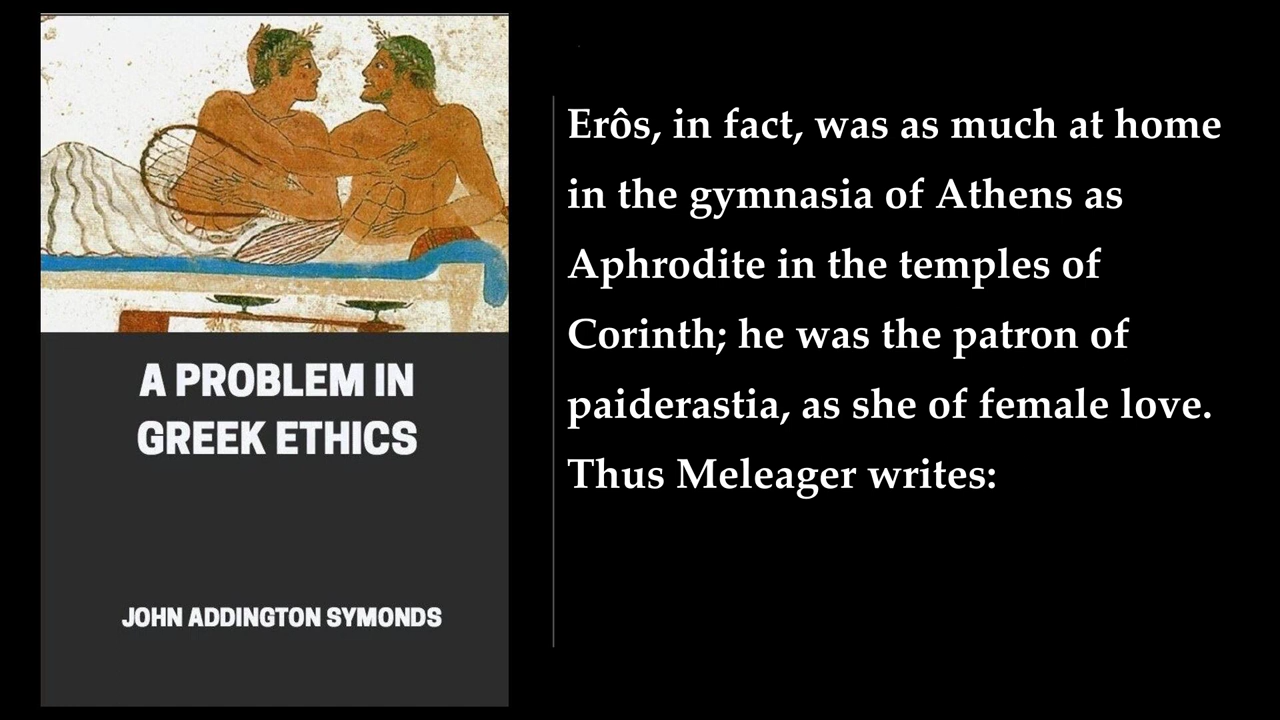 A PROBLEM IN
GREEK ETHICS
JOHN ADDINGTON SYMONDS
Erôs, in fact, was as much at home
in the gymnasia of Athens as
Aphrodite in the temples of
Corinth; he was the patron of
paiderastia, as she of female love.
Thus Meleager writes: